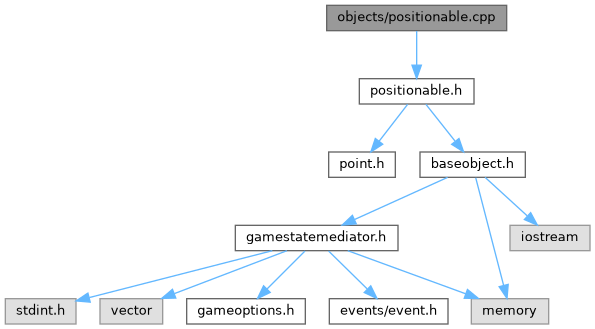 objects/positionable.cpp
positionable.h
point.h
baseobject.h
gamestatemediator.h
iostream
stdint.h
vector
gameoptions.h
events/event.h
memory